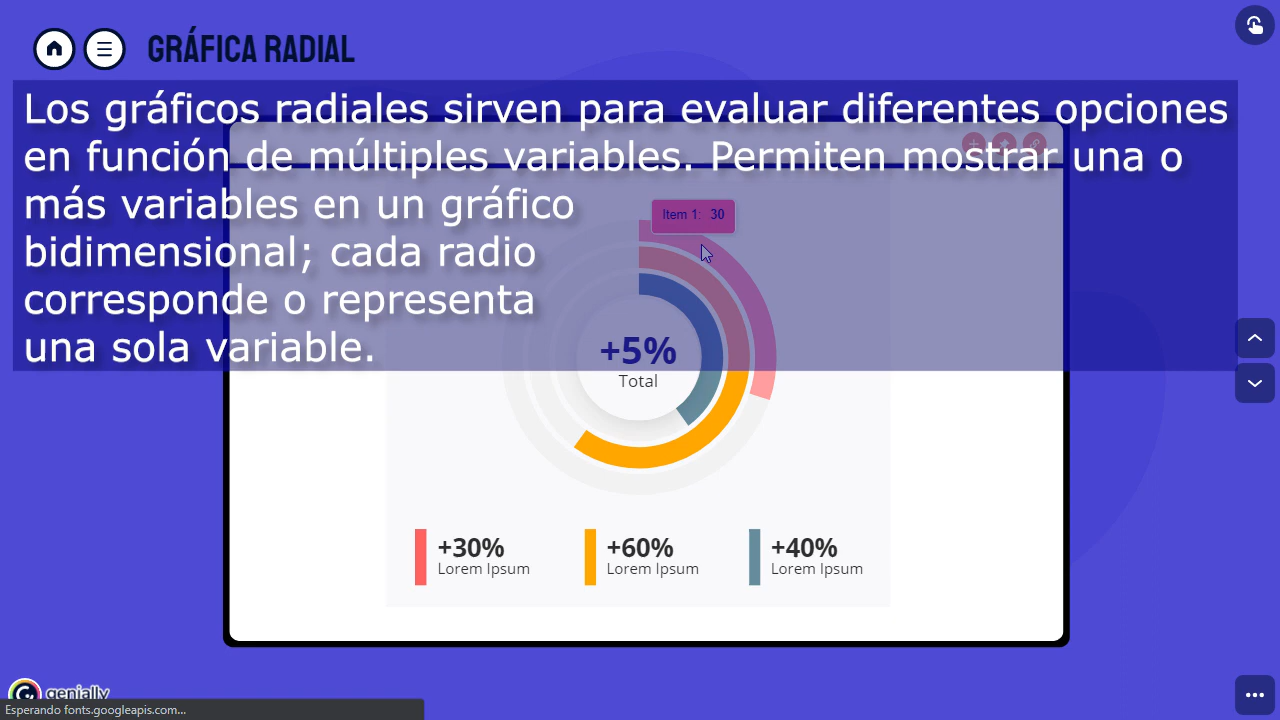 GRÁFICA RADIAL
Los gráficos radiales sirven para evaluar diferentes opciones
en función de múltiples variables. Permiten mostrar una o
más variables en un gráfico
bidimensional; cada radio
corresponde o representa
una sola variable.
Item 1: 30
+5%
Total
+30%
Lorem Ipsum
+60%
Lorem Ipsum
+40%
Lorem Ipsum
genially
Esperando fonts.googleapis.com...